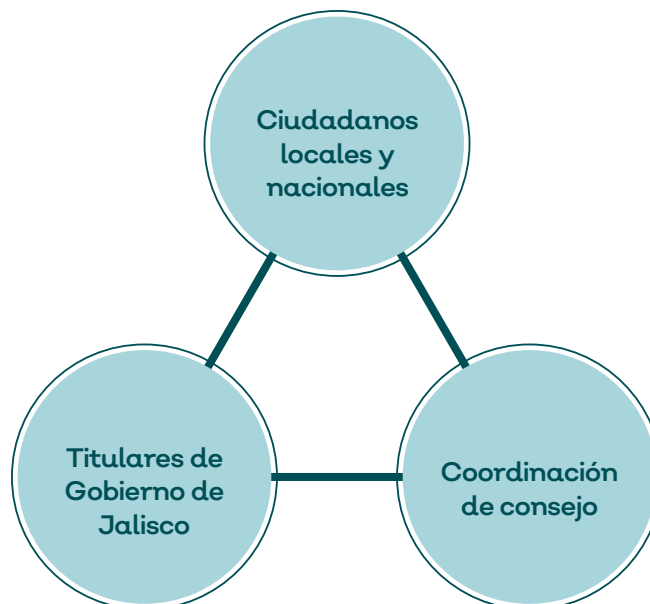 Ciudadanos
locales y
nacionales
Titulares de
Gobierno de
Jalisco
Coordinación
de consejo